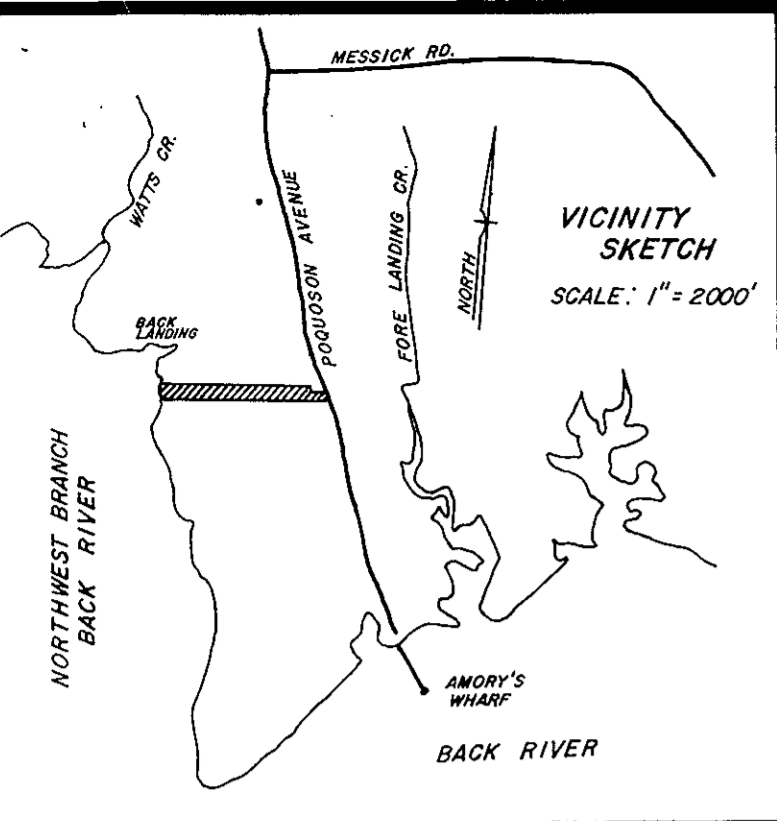 MESSICK RD.
WATTS CR.
POQUOSON AVENUE
FORE LANDING CR.
NORTH
VICINITY
SKETCH
SCALE: 1" = 2000'
BACK
LANDING
NORTHWEST BRANCH
BACK RIVER
AMORY'S
WHARF
BACK RIVER